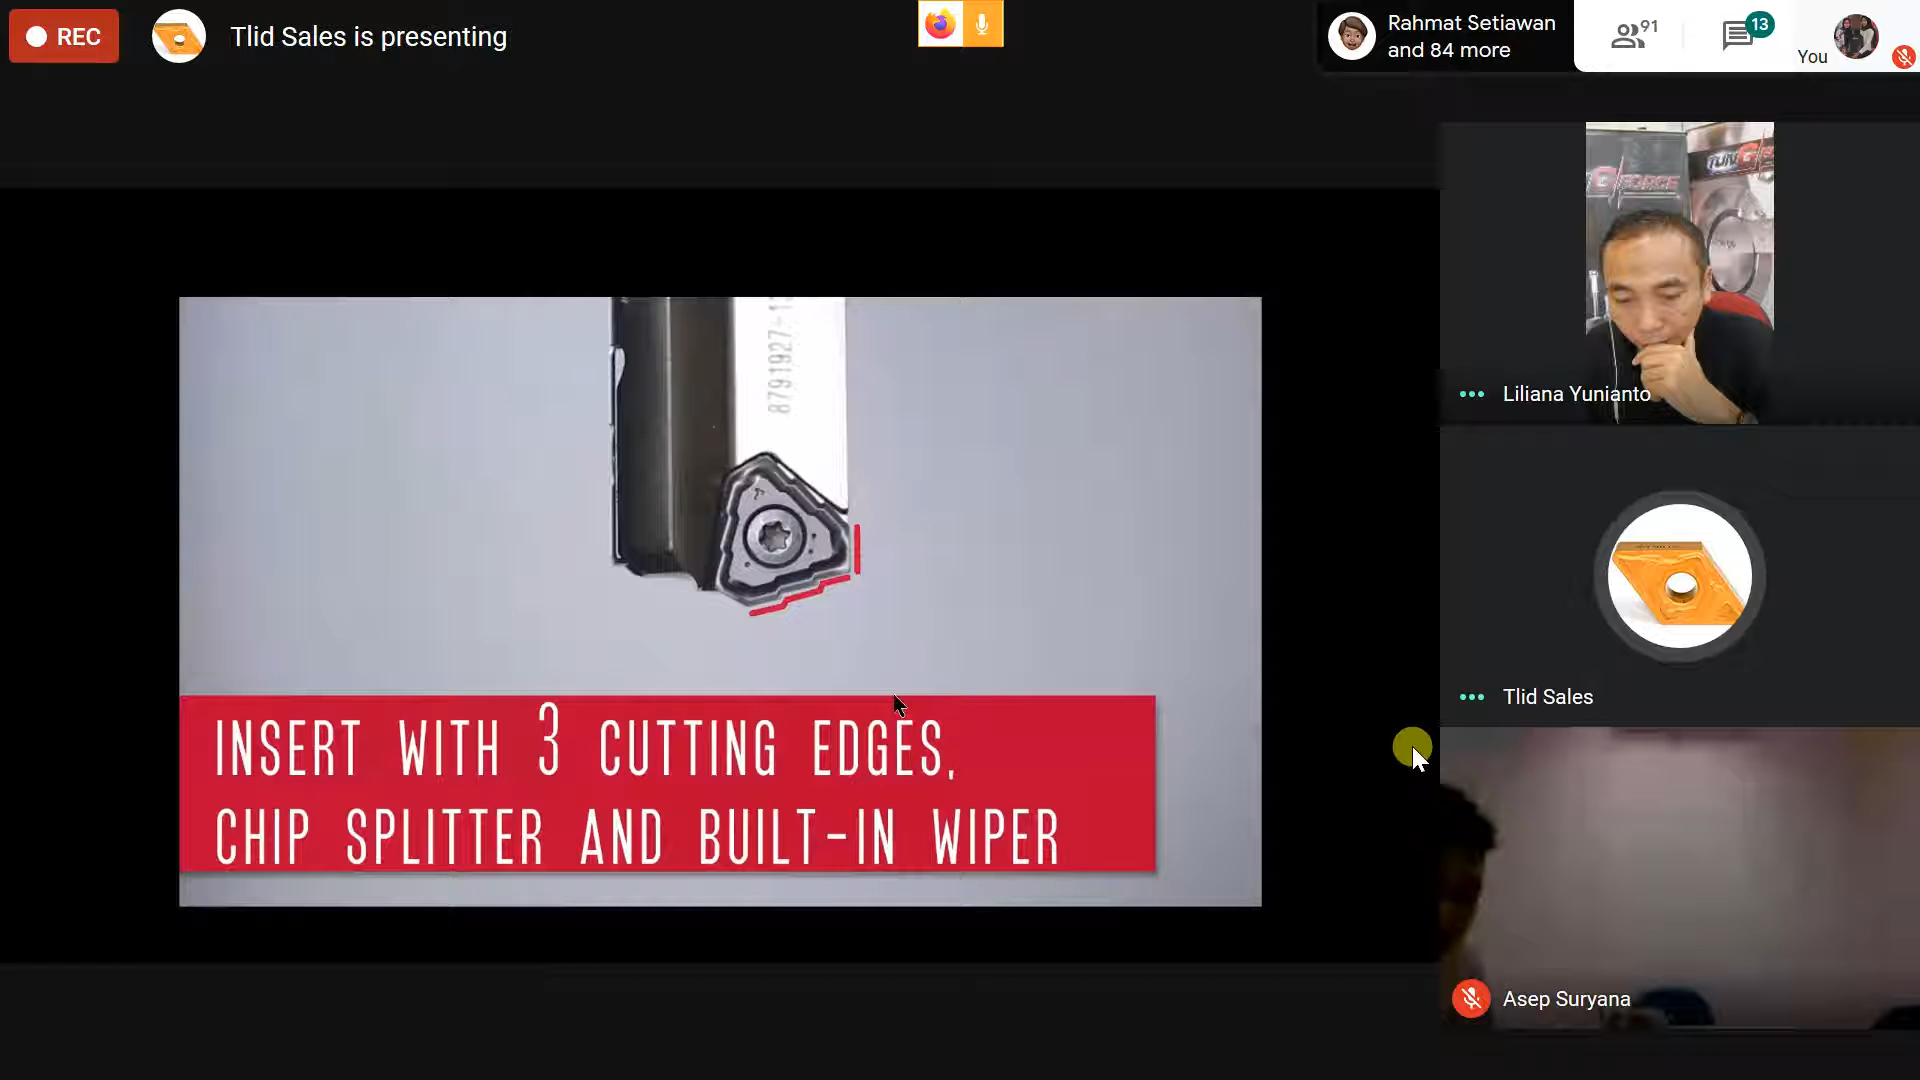 REC
Tlid Sales is presenting
Rahmat Setiawan
and 84 more
91
13
You
Liliana Yunianto
Tlid Sales
Asep Suryana
8791927-1
INSERT WITH 3 CUTTING EDGES,
CHIP SPLITTER AND BUILT-IN WIPER